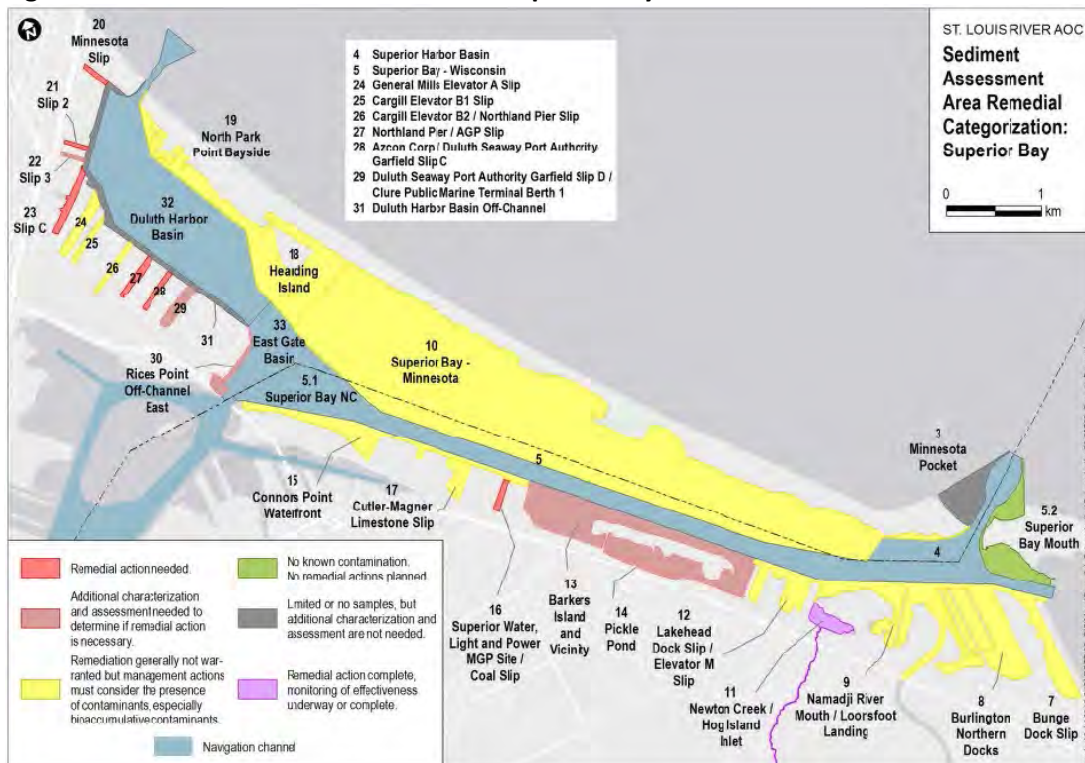 20
Minnesota
Slip
21
Slip 2
22
Slip 3
23
Slip C
19
North Park
Point Bayside
4 Superior Harbor Basin
5 Superior Bay - Wisconsin
24 General Mills Elevator A Slip
25 Cargill Elevator B1 Slip
26 Cargill Elevator B2 / Northland Pier Slip
27 Northland Pier / AGP Slip
28 Azcon Corp / Duluth Seaway Port Authority
Garfield Slip C
29 Duluth Seaway Port Authority Garfield Slip D /
Clure Public Marine Terminal Berth 1
31 Duluth Harbor Basin Off-Channel
ST. LOUIS RIVER AOC
Sediment
Assessment
Area Remedial
Categorization:
Superior Bay
0 1
km
32
Duluth Harbor
Basin
24
25
26
27
28
29
31
30
Rices Point
Off-Channel
East
18
Hearding
Island
33
East Gate
Basin
5.1
Superior Bay NC
10
Superior Bay -
Minnesota
5
3
Minnesota
Pocket
5.2
Superior
Bay Mouth
4
15
Connors Point
Waterfront
17
Cutler-Magner
Limestone Slip
16
Superior Water,
Light and Power
MGP Site /
Coal Slip
13
Barkers
Island
and
Vicinity
14
Pickle
Pond
12
Lakehead
Dock Slip /
Elevator M
Slip
11
Newton Creek /
Hog Island
Inlet
9
Namadji River
Mouth / Loorsfoot
Landing
8
Burlington
Northern
Docks
7
Bunge
Dock Slip
Remedial action needed.
Additional characterization
and assessment needed to
determine if remedial action
is necessary.
Remediation generally not war-
ranted but management actions
must consider the presence
of contaminants, especially
bioaccumulative contaminants.
No known contamination.
No remedial actions planned.
Limited or no samples, but
additional characterization and
assessment are not needed.
Remedial action complete,
monitoring of effectiveness
underway or complete.
Navigation channel